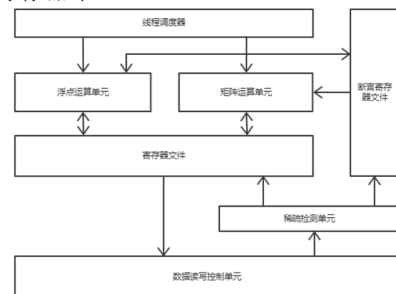 线程调度器
浮点运算单元
矩阵运算单元
断言寄存
器文件
寄存器文件
稀疏检测单元
数据读写控制单元